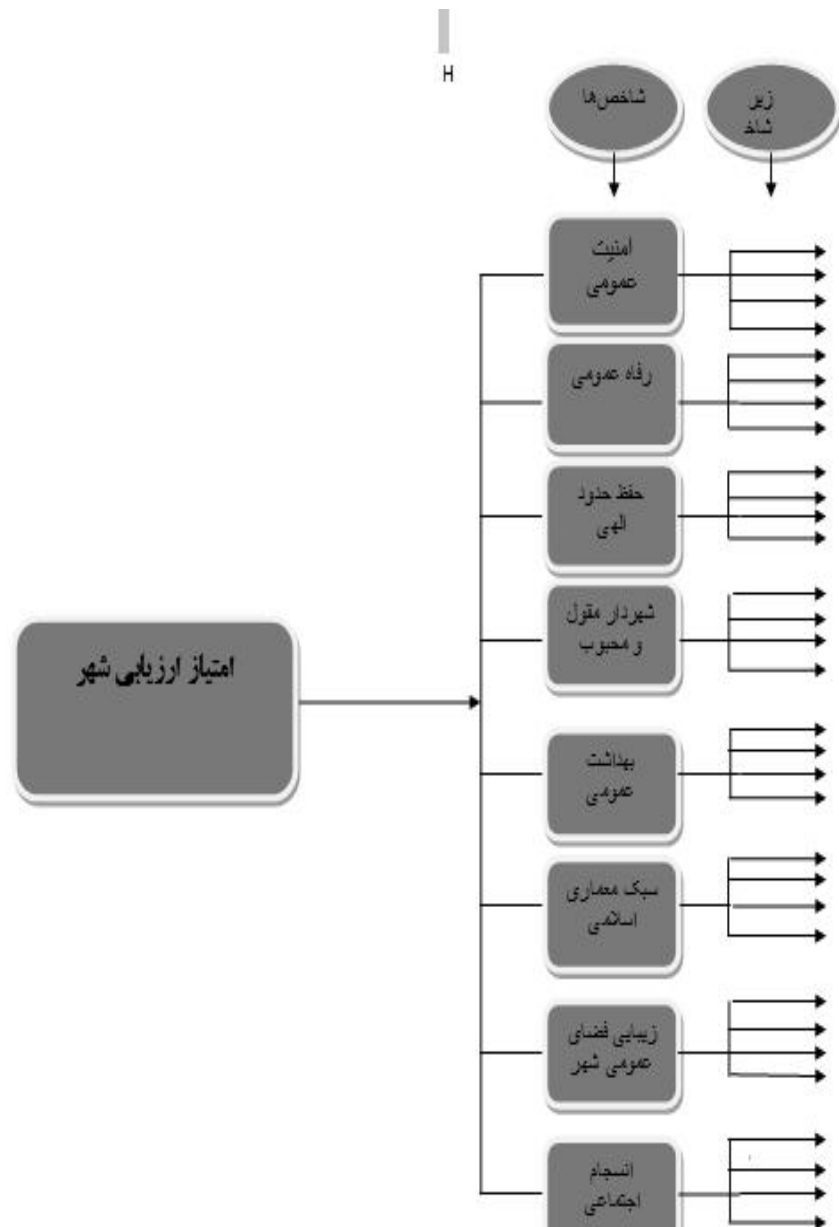 H
شاخص‌ها
زیر
شاخ
امنیت
عمومی
رفاه عمومی
حفظ حدود
الهی
شهردار مقول
و محبوب
امتیاز ارزیابی شهر
بهداشت
عمومی
سبک معماری
اسلامی
زیبایی فضای
عمومی شهر
انسجام
اجتماعی